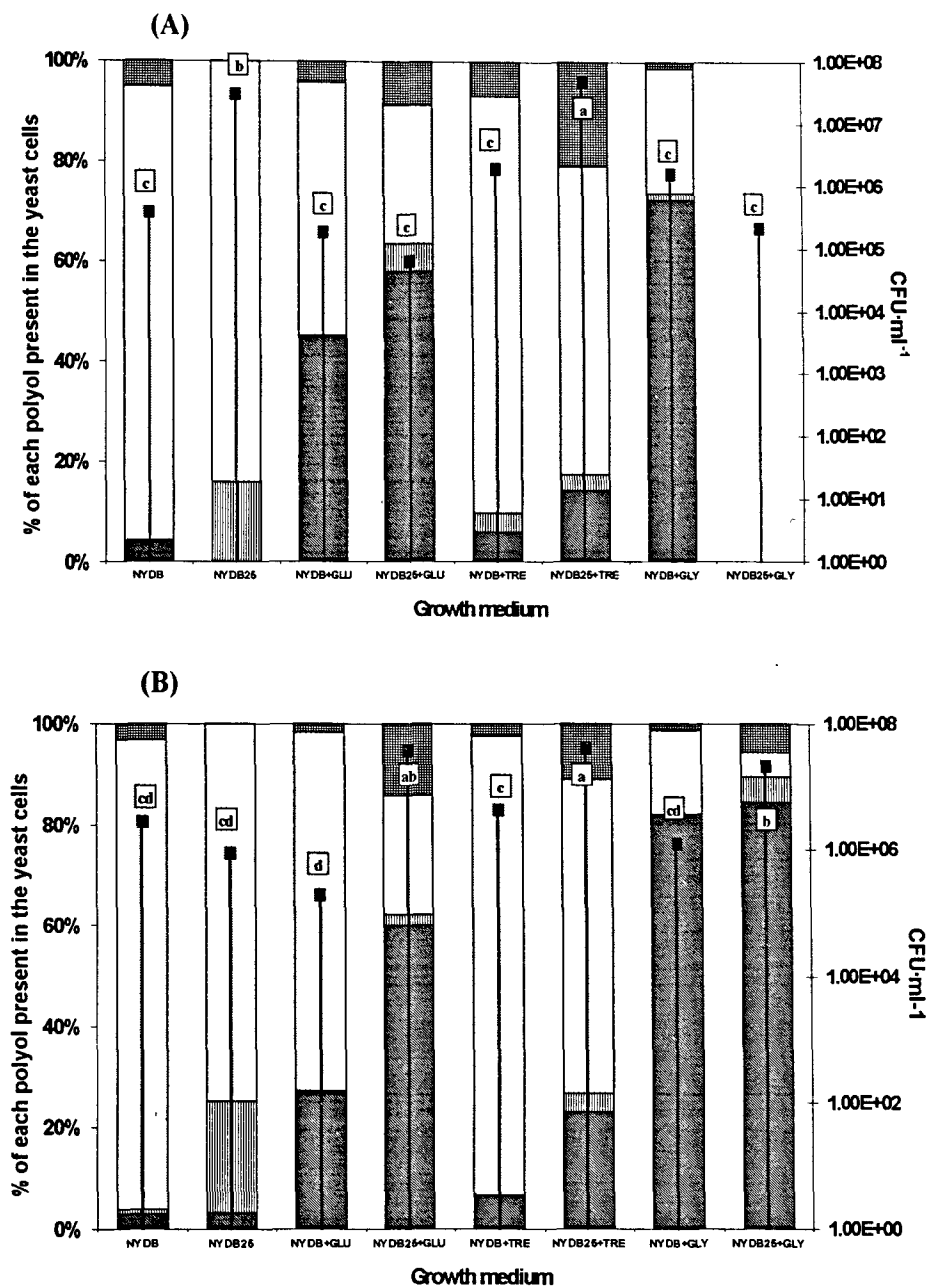 (A)
100%
80%
60%
40%
20%
0%
% of each polyol present in the yeast cells
c
b
c
c
c
a
c
c
1.00E+08
1.00E+07
1.00E+06
1.00E+05
1.00E+04
1.00E+03
1.00E+02
1.00E+01
1.00E+00
CFU·ml-1
NYDB NYDB25 NYDB+GLU NYDB25+GLU NYDB+TRE NYDB25+TRE NYDB+GLY NYDB25+GLY
Growth medium
(B)
100%
80%
60%
40%
20%
0%
% of each polyol present in the yeast cells
cd
cd
d
ab
c
a
cd
b
1.00E+08
1.00E+06
1.00E+04
1.00E+02
1.00E+00
CFU·ml-1
NYDB NYDB25 NYDB+GLU NYDB25+GLU NYDB+TRE NYDB25+TRE NYDB+GLY NYDB25+GLY
Growth medium